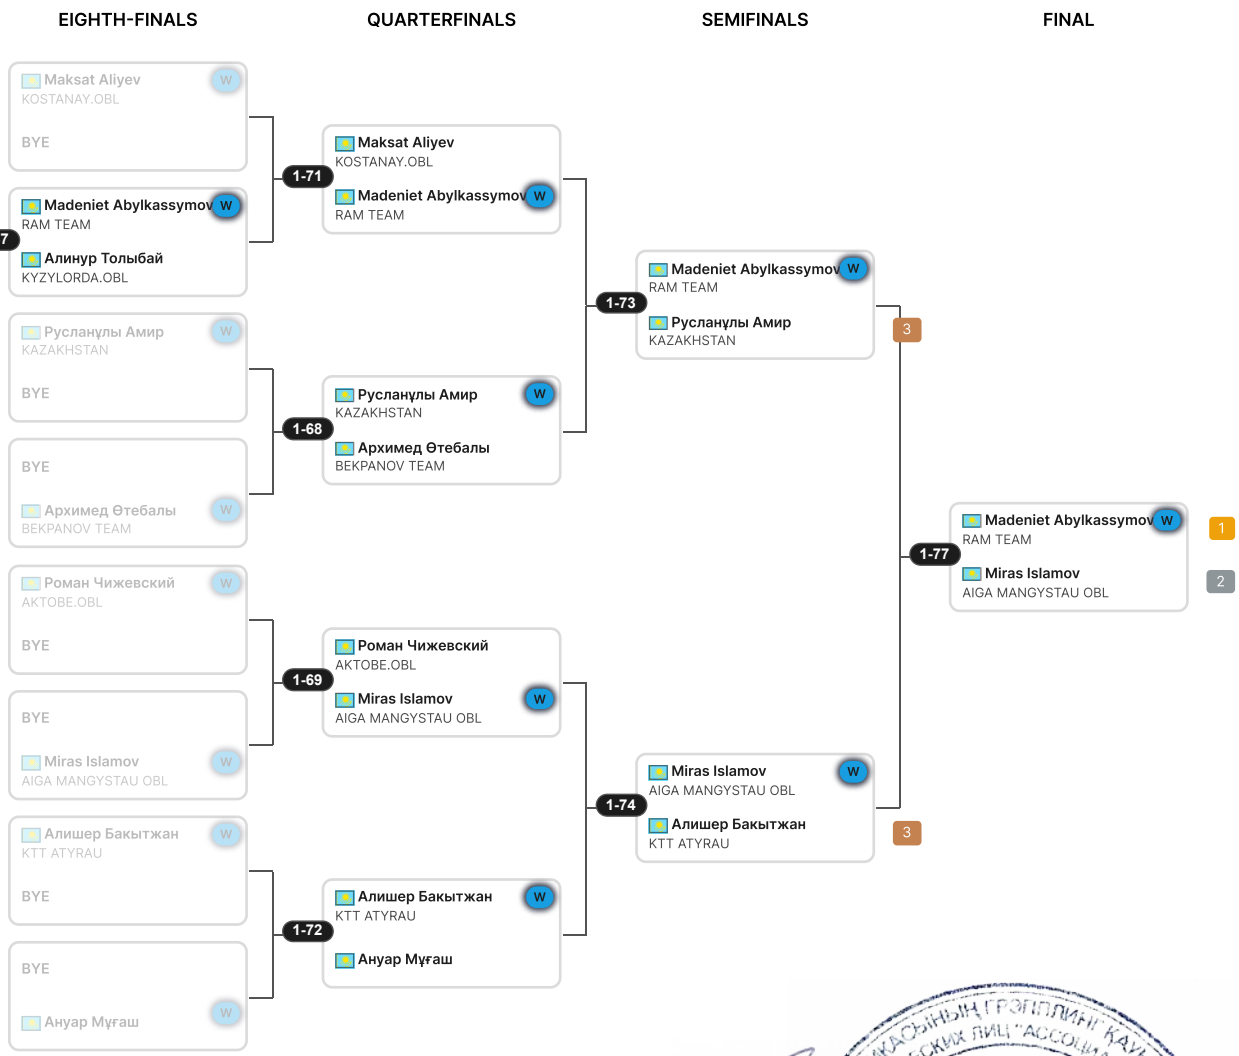 EIGHTH-FINALS
QUARTERFINALS
SEMIFINALS
FINAL
Maksat Aliyev
W
KOSTANAY.OBL
BYE
Madeniet Abylkassymov
W
RAM TEAM
7
Алинур Толыбай
KYZYLORDA.OBL
Русланұлы Амир
W
KAZAKHSTAN
BYE
BYE
Архимед Өтебалы
W
BEKPANOV TEAM
Роман Чижевский
W
AKTOBE.OBL
BYE
BYE
Miras Islamov
W
AIGA MANGYSTAU OBL
Алишер Бакытжан
W
KTT ATYRAU
BYE
BYE
Ануар Мұғаш
W
1-71
Maksat Aliyev
KOSTANAY.OBL
Madeniet Abylkassymov
W
RAM TEAM
1-68
Русланұлы Амир
W
KAZAKHSTAN
Архимед Өтебалы
BEKPANOV TEAM
1-69
Роман Чижевский
AKTOBE.OBL
Miras Islamov
W
AIGA MANGYSTAU OBL
1-72
Алишер Бакытжан
W
KTT ATYRAU
Ануар Мұғаш
1-73
Madeniet Abylkassymov
W
RAM TEAM
Русланұлы Амир
KAZAKHSTAN
3
1-74
Miras Islamov
W
AIGA MANGYSTAU OBL
Алишер Бакытжан
KTT ATYRAU
3
1-77
Madeniet Abylkassymov
W
RAM TEAM
1
Miras Islamov
AIGA MANGYSTAU OBL
2
ГРЭППЛИНГ
ЛИЦ "АССОЦИА